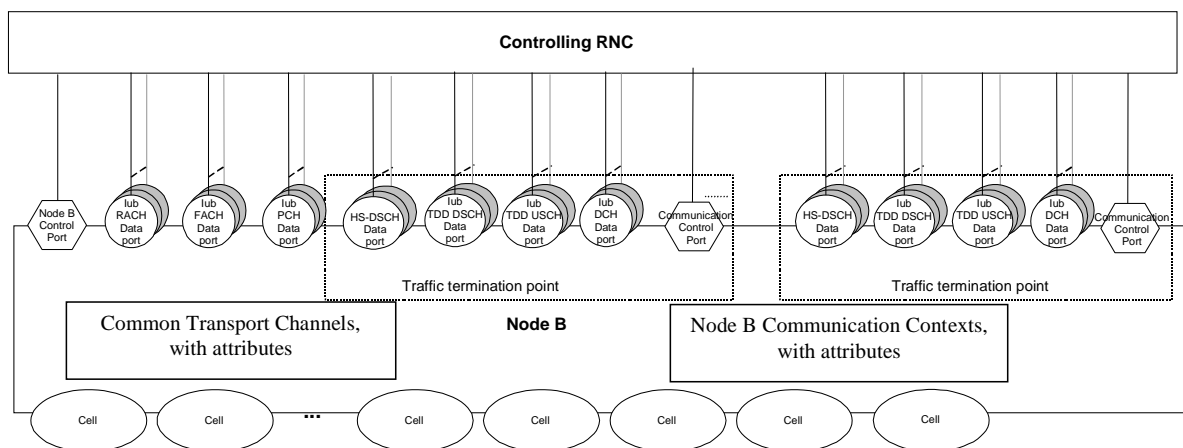 Controlling RNC
Node B
Control
Port
Iub
RACH
Data
port
Iub
FACH
Data
port
Iub
PCH
Data
port
HS-DSCH
Data
port
Iub
TDD DSCH
Data
port
Iub
TDD USCH
Data
port
Iub
DCH
Data
port
Communication
Control
Port
HS-DSCH
Data
port
Iub
TDD DSCH
Data
port
Iub
TDD USCH
Data
port
Iub
DCH
Data
port
Communication
Control
Port
Traffic termination point
Traffic termination point
Common Transport Channels,
with attributes
Node B
Node B Communication Contexts,
with attributes
Cell
Cell
...
Cell
Cell
Cell
Cell
Cell